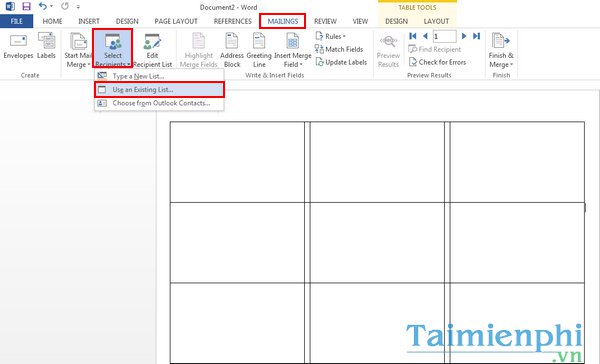 Document2 - Word
TABLE TOOLS
FILE HOME INSERT DESIGN PAGE LAYOUT REFERENCES MAILINGS REVIEW VIEW DESIGN LAYOUT
Envelopes Labels
Create
Start Mail Merge
Select Recipients
Edit Recipient List
Highlight Merge Fields
Address Block
Greeting Line
Insert Merge Field
Rules
Match Fields
Update Labels
Write & Insert Fields
1
Find Recipient
Check for Errors
Preview Results
Finish & Merge
Finish
Type a New List...
Use an Existing List...
Choose from Outlook Contacts...
Taimienphi
.vn